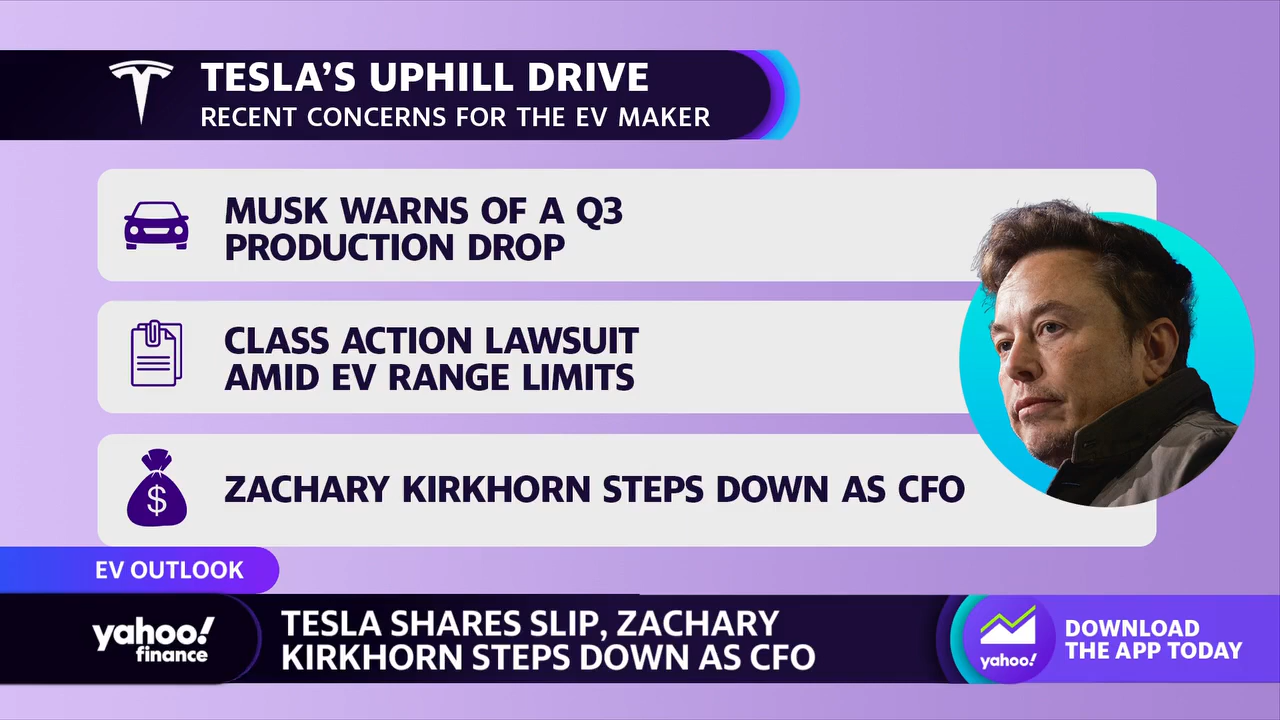 TESLA'S UPHILL DRIVE
RECENT CONCERNS FOR THE EV MAKER
MUSK WARNS OF A Q3
PRODUCTION DROP
CLASS ACTION LAWSUIT
AMID EV RANGE LIMITS
$
ZACHARY KIRKHORN STEPS DOWN AS CFO
EV OUTLOOK
yahoo!
finance
TESLA SHARES SLIP, ZACHARY
KIRKHORN STEPS DOWN AS CFO
yahoo!
DOWNLOAD
THE APP TODAY